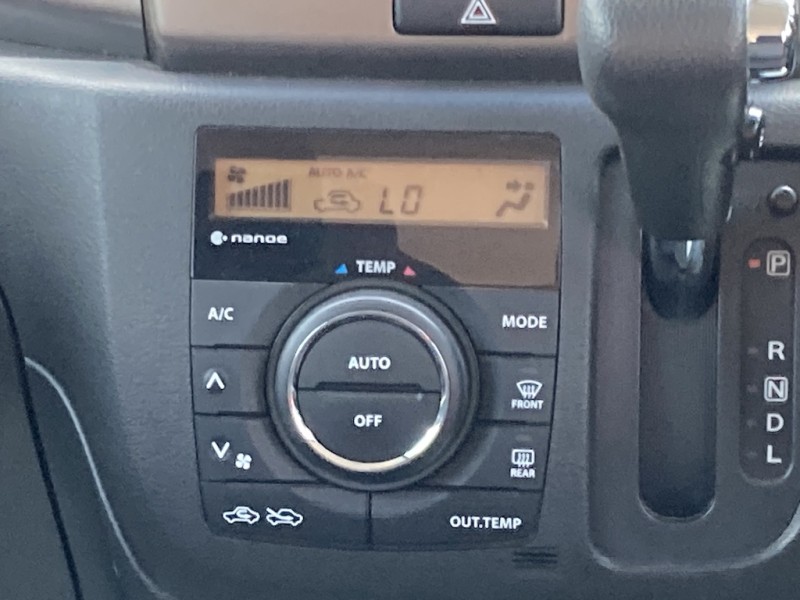 AUTO A/C
LO
nanoe
TEMP
A/C
MODE
AUTO
OFF
FRONT
REAR
OUT.TEMP
P
R
N
D
L